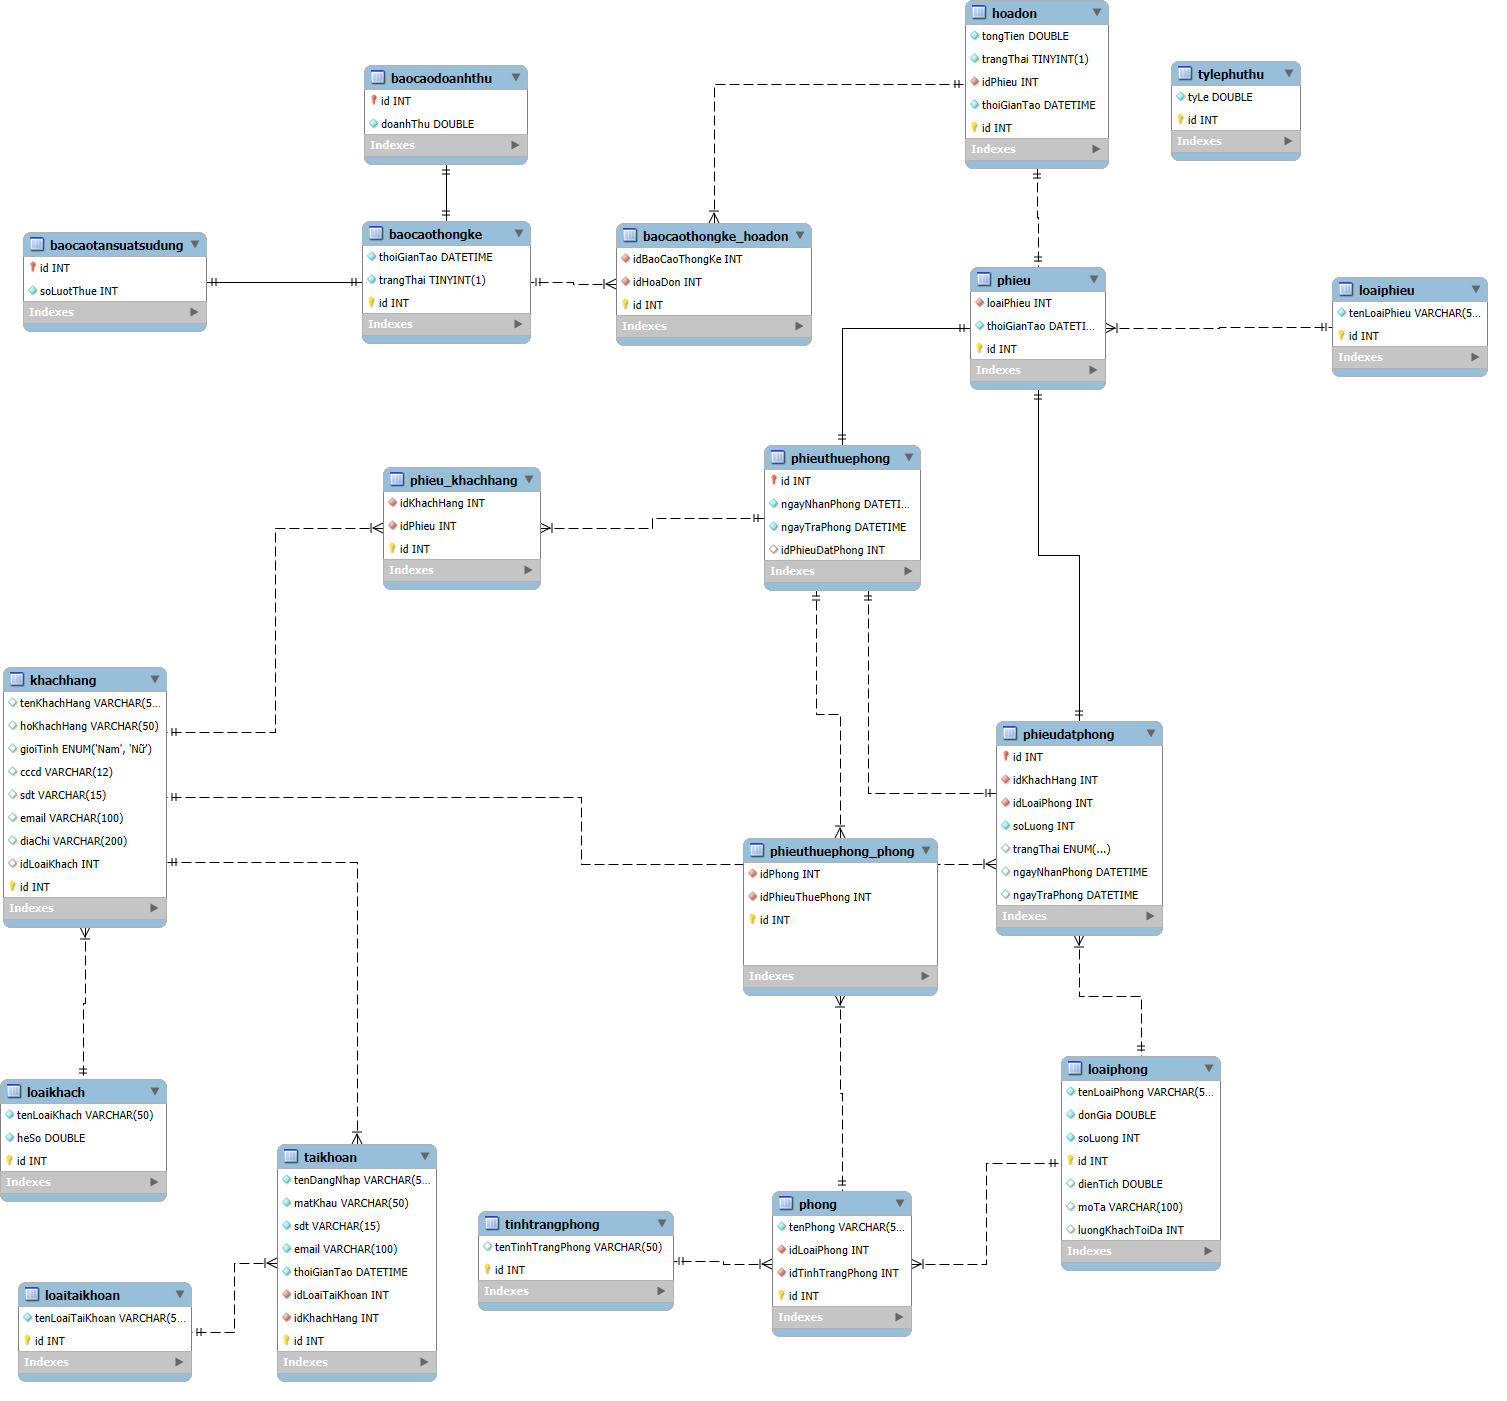 hoadon
tongTien DOUBLE
trangThai TINYINT(1)
idPhieu INT
thoiGianTao DATETIME
id INT
Indexes
tylephuthu
tyLe DOUBLE
id INT
Indexes
baocaodoanhthu
id INT
doanhThu DOUBLE
Indexes
baocaotansuatsudung
id INT
soLuotThue INT
Indexes
baocaothongke
thoiGianTao DATETIME
trangThai TINYINT(1)
id INT
Indexes
baocaothongke_hoadon
idBaoCaoThongKe INT
idHoaDon INT
id INT
Indexes
phieu
loaiPhieu INT
thoiGianTao DATETI...
id INT
Indexes
loaiphieu
tenLoaiPhieu VARCHAR(5...
id INT
Indexes
phieu_khachhang
idKhachHang INT
idPhieu INT
id INT
Indexes
phieuthuephong
id INT
ngayNhanPhong DATETI...
ngayTraPhong DATETIME
idPhieuDatPhong INT
Indexes
khachhang
tenKhachHang VARCHAR(5...
hoKhachHang VARCHAR(50)
gioiTinh ENUM('Nam', 'Nữ')
cccd VARCHAR(12)
sdt VARCHAR(15)
email VARCHAR(100)
diaChi VARCHAR(200)
idLoaiKhach INT
id INT
Indexes
phieudatphong
id INT
idKhachHang INT
idLoaiPhong INT
soLuong INT
trangThai ENUM(...)
ngayNhanPhong DATETIME
ngayTraPhong DATETIME
Indexes
phieuthuephong_phong
idPhong INT
idPhieuThuePhong INT
id INT
Indexes
loaikhach
tenLoaiKhach VARCHAR(50)
heSo DOUBLE
id INT
Indexes
taikhoan
tenDangNhap VARCHAR(5...
matKhau VARCHAR(50)
sdt VARCHAR(15)
email VARCHAR(100)
thoiGianTao DATETIME
idLoaiTaiKhoan INT
idKhachHang INT
id INT
Indexes
loaiphong
tenLoaiPhong VARCHAR(5...
donGia DOUBLE
soLuong INT
id INT
dienTich DOUBLE
moTa VARCHAR(100)
luongKhachToiDa INT
Indexes
tinhtrangphong
tenTinhTrangPhong VARCHAR(50)
id INT
Indexes
phong
tenPhong VARCHAR(5...
idLoaiPhong INT
idTinhTrangPhong INT
id INT
Indexes
loaitaikhoan
tenLoaiTaiKhoan VARCHAR(5...
id INT
Indexes